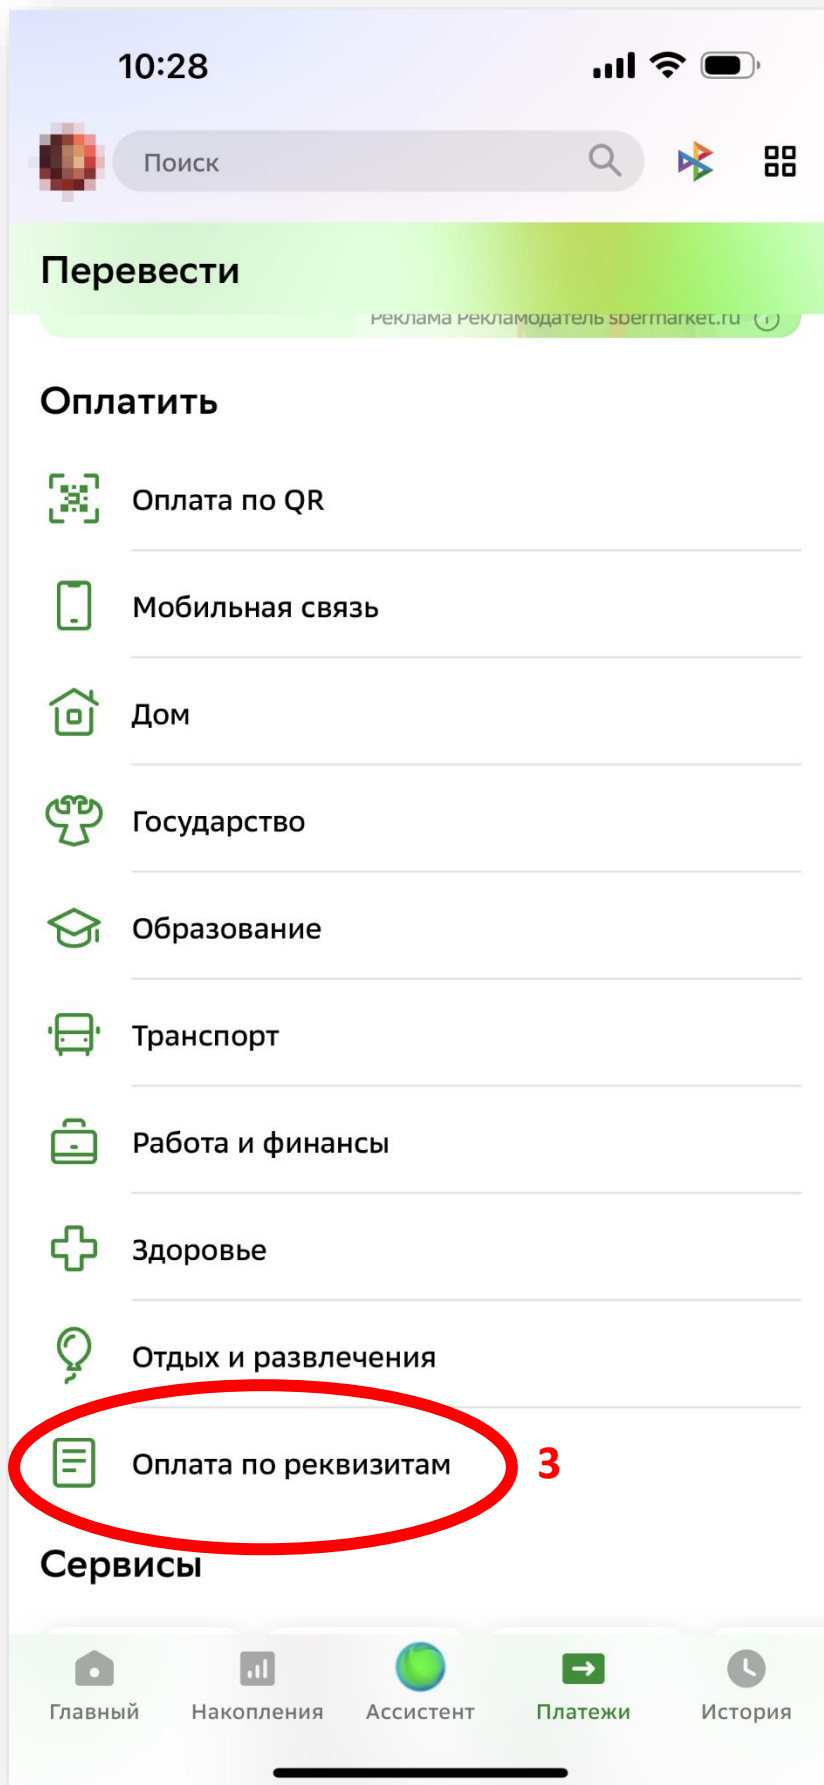 10:28
Поиск
Перевести
Реклама Рекламодатель sbermarket.ru
Оплатить
Оплата по QR
Мобильная связь
Дом
Государство
Образование
Транспорт
Работа и финансы
Здоровье
Отдых и развлечения
Оплата по реквизитам 3
Сервисы
Главный Накопления Ассистент Платежи История